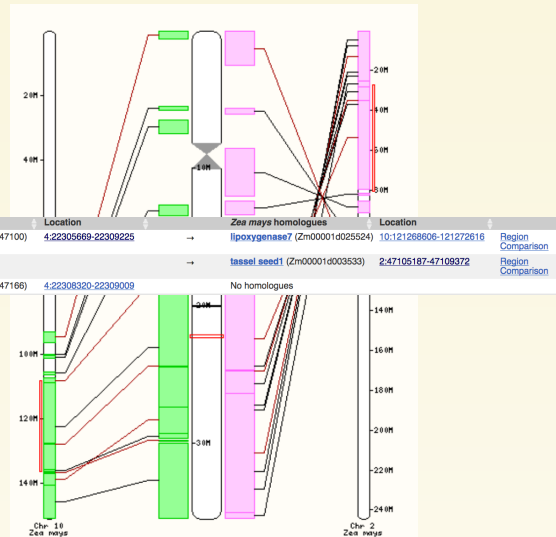 20M
20M
40M
40M
10M
60M
80M
Location
Zea mays homologues
Location
47100)
4:22305669-22309225
→
lipoxygenase7 (Zm00001d025524)
10:121268606-121272616
Region
Comparison
→
tassel seed1 (Zm00001d003533)
2:47105187-47109372
Region
Comparison
47166)
4:22308320-22309009
No homologues
20M
140M
100M
160M
180M
120M
200M
30M
220M
140M
240M
Chr 10
Zea mays
Chr 2
Zea mays